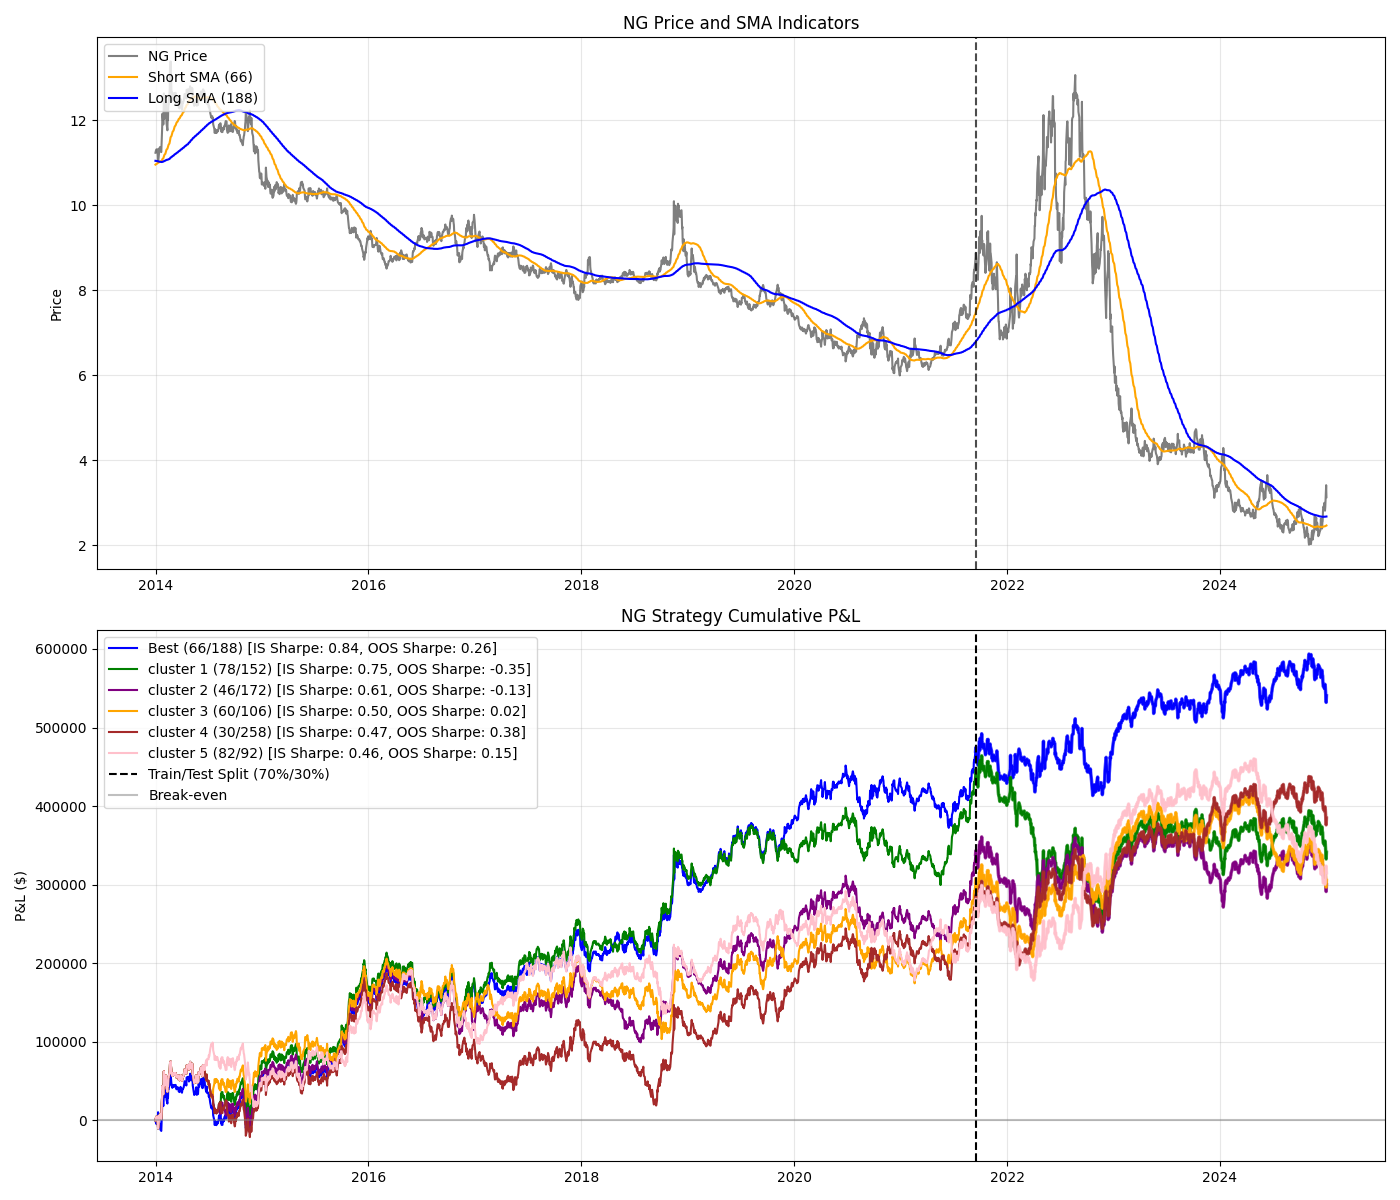 NG Price and SMA Indicators
NG Price
Short SMA (66)
Long SMA (188)
12
10
8
6
4
2
Price
2014 2016 2018 2020 2022 2024
NG Strategy Cumulative P&L
Best (66/188) [IS Sharpe: 0.84, OOS Sharpe: 0.26]
cluster 1 (78/152) [IS Sharpe: 0.75, OOS Sharpe: -0.35]
cluster 2 (46/172) [IS Sharpe: 0.61, OOS Sharpe: -0.13]
cluster 3 (60/106) [IS Sharpe: 0.50, OOS Sharpe: 0.02]
cluster 4 (30/258) [IS Sharpe: 0.47, OOS Sharpe: 0.38]
cluster 5 (82/92) [IS Sharpe: 0.46, OOS Sharpe: 0.15]
Train/Test Split (70%/30%)
Break-even
600000
500000
400000
300000
200000
100000
0
P&L ($)
2014 2016 2018 2020 2022 2024